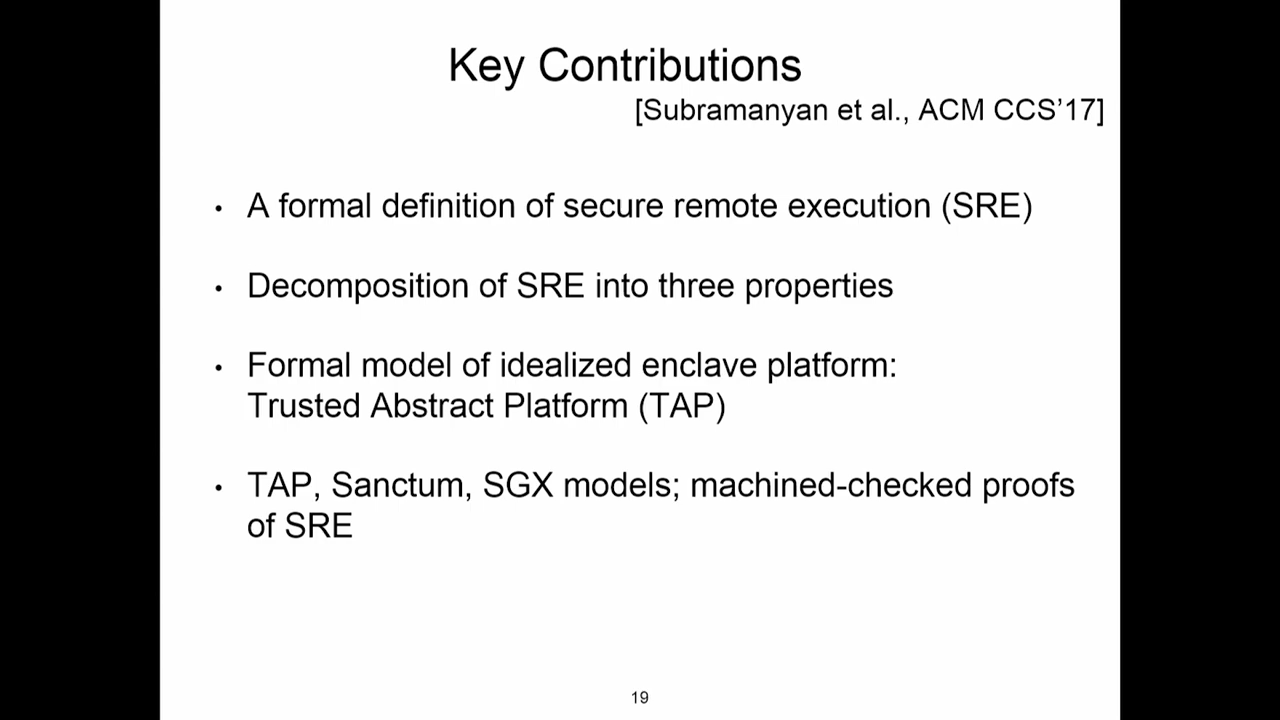 Key Contributions
[Subramanyan et al., ACM CCS’17]
• A formal definition of secure remote execution (SRE)
• Decomposition of SRE into three properties
• Formal model of idealized enclave platform:
Trusted Abstract Platform (TAP)
• TAP, Sanctum, SGX models; machined-checked proofs
of SRE
19